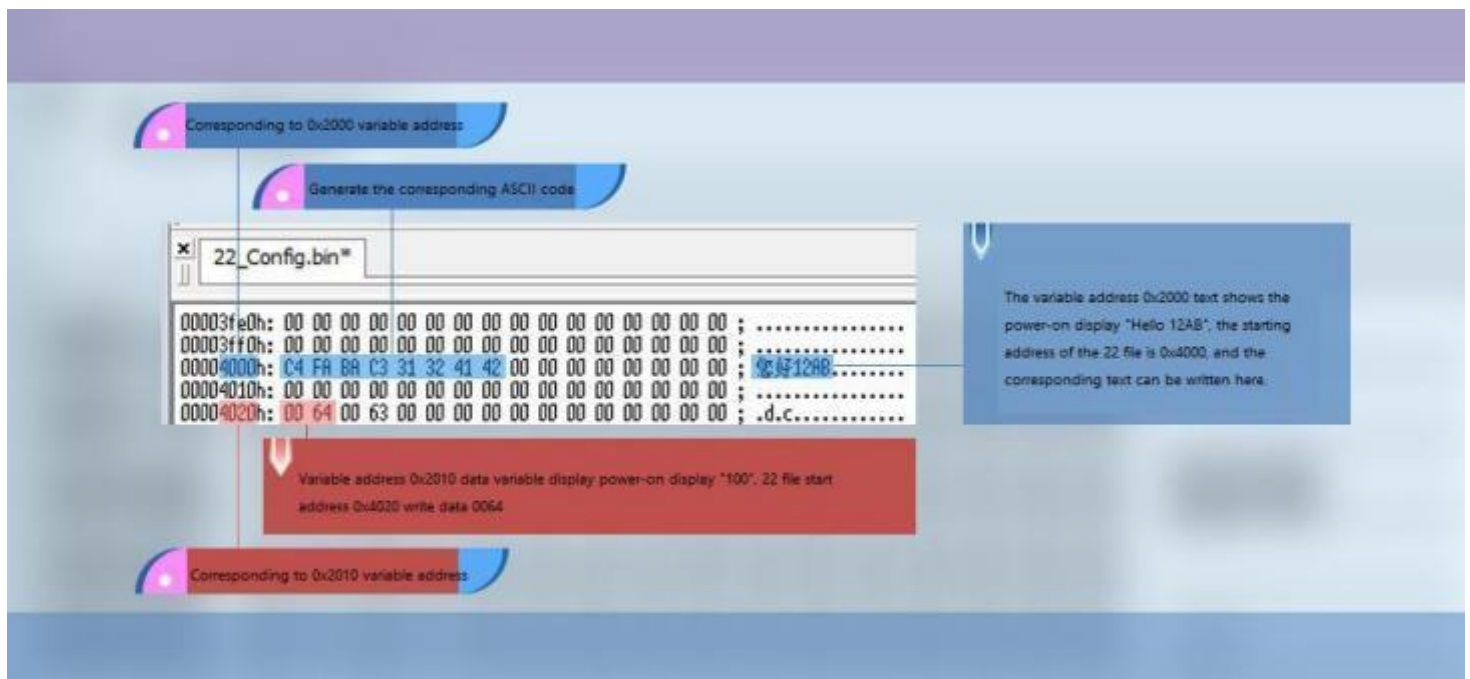 Corresponding to 0x2000 variable address
Generate the corresponding ASCII code
22_Config.bin*
00003fe0h: 00 00 00 00 00 00 00 00 00 00 00 00 00 00 00 00 ; ................
00003ff0h: 00 00 00 00 00 00 00 00 00 00 00 00 00 00 00 00 ; ................
00004000h: C4 FA BA C3 31 32 41 42 00 00 00 00 00 00 00 00 ; 您好12AB........
00004010h: 00 00 00 00 00 00 00 00 00 00 00 00 00 00 00 00 ; ................
00004020h: 00 64 00 63 00 00 00 00 00 00 00 00 00 00 00 00 ; .d.c............
The variable address 0x2000 text shows the
power-on display "Hello 12AB", the starting
address of the 22 file is 0x4000, and the
corresponding text can be written here.
Variable address 0x2010 data variable display power-on display "100", 22 file start
address 0x4020 write data 0064
Corresponding to 0x2010 variable address